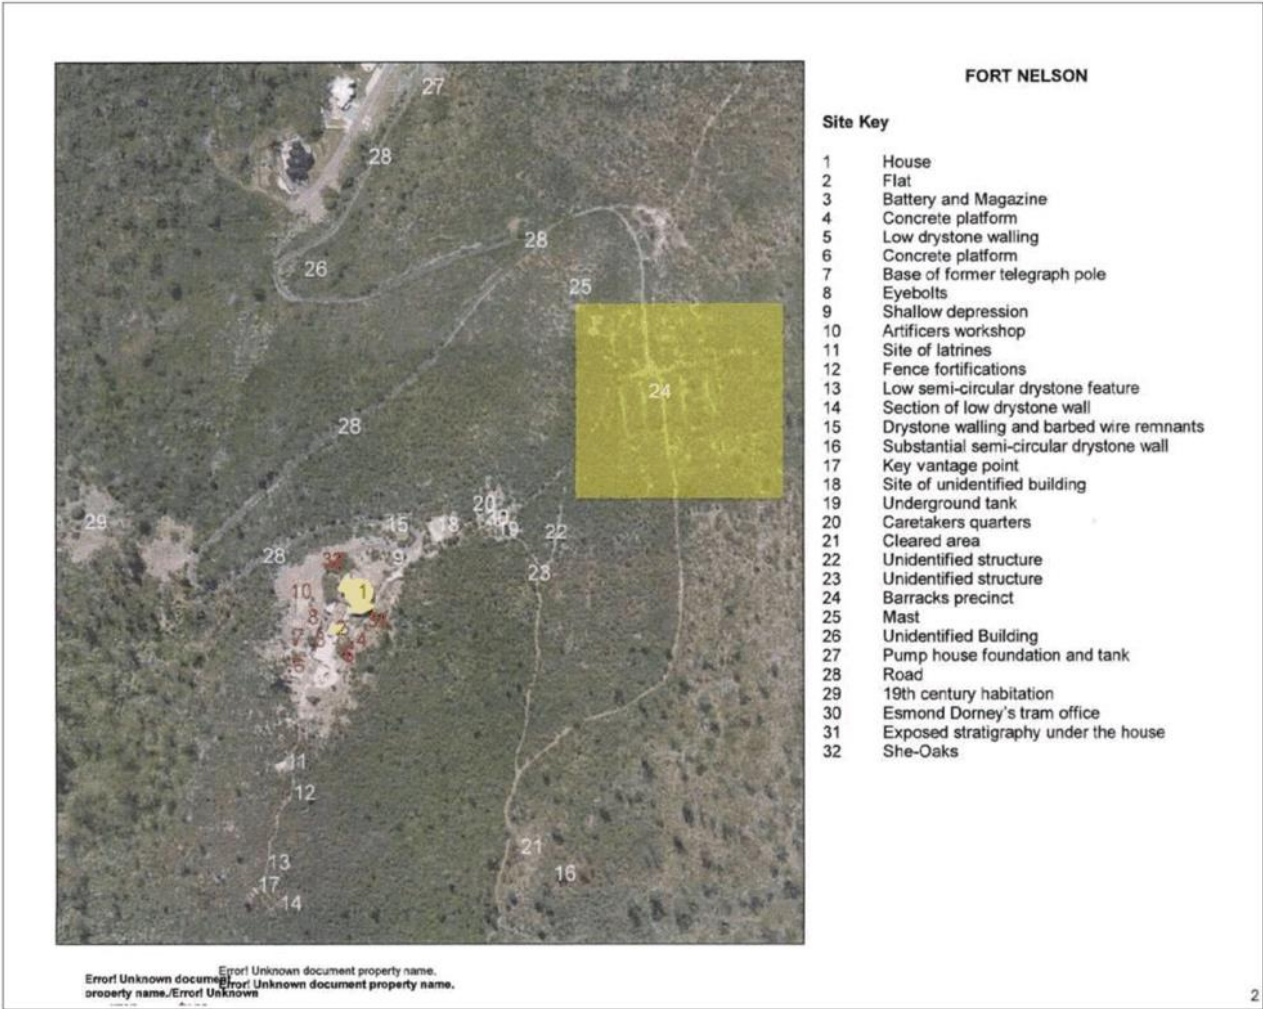 FORT NELSON
Site Key
1 House
2 Flat
3 Battery and Magazine
4 Concrete platform
5 Low drystone walling
6 Concrete platform
7 Base of former telegraph pole
8 Eyebolts
9 Shallow depression
10 Artificers workshop
11 Site of latrines
12 Fence fortifications
13 Low semi-circular drystone feature
14 Section of low drystone wall
15 Drystone walling and barbed wire remnants
16 Substantial semi-circular drystone wall
17 Key vantage point
18 Site of unidentified building
19 Underground tank
20 Caretakers quarters
21 Cleared area
22 Unidentified structure
23 Unidentified structure
24 Barracks precinct
25 Mast
26 Unidentified Building
27 Pump house foundation and tank
28 Road
29 19th century habitation
30 Esmond Dorney's tram office
31 Exposed stratigraphy under the house
32 She-Oaks
27
28
28
26
25
24
28
20
29
15
18
19
22
28
32
9
23
10
1
8
31
2
7
3
4
11
12
21
13
16
17
14
Error! Unknown document property name.
Error! Unknown document property name.
Error! Unknown document
property name./Error! Unknown
2